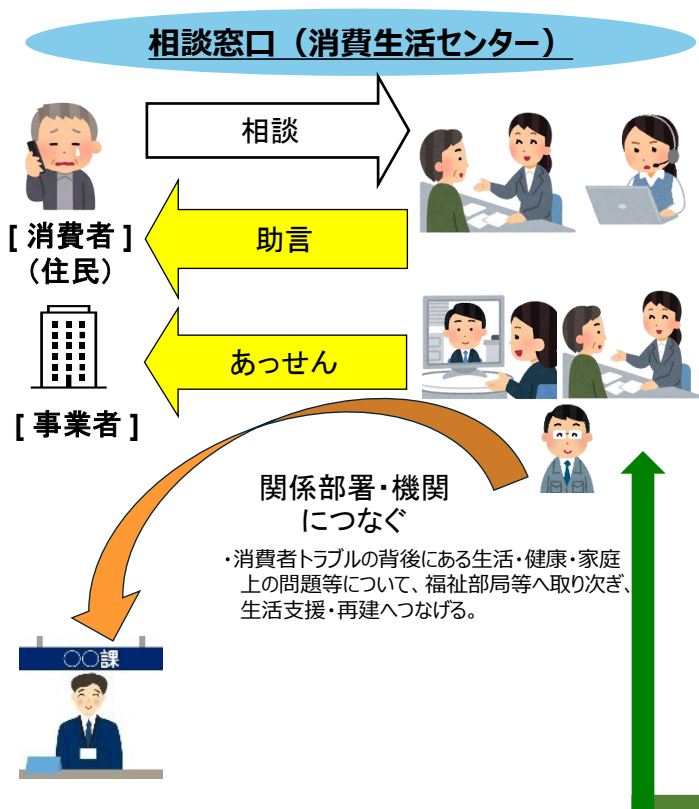 相談窓口（消費生活センター）
相談
[ 消費者 ]
（住民）
助言
あっせん
[ 事業者 ]
関係部署・機関
につなぐ
・消費者トラブルの背後にある生活・健康・家庭
上の問題等について、福祉部局等へ取り次ぎ、
生活支援・再建へつなげる。
○○課